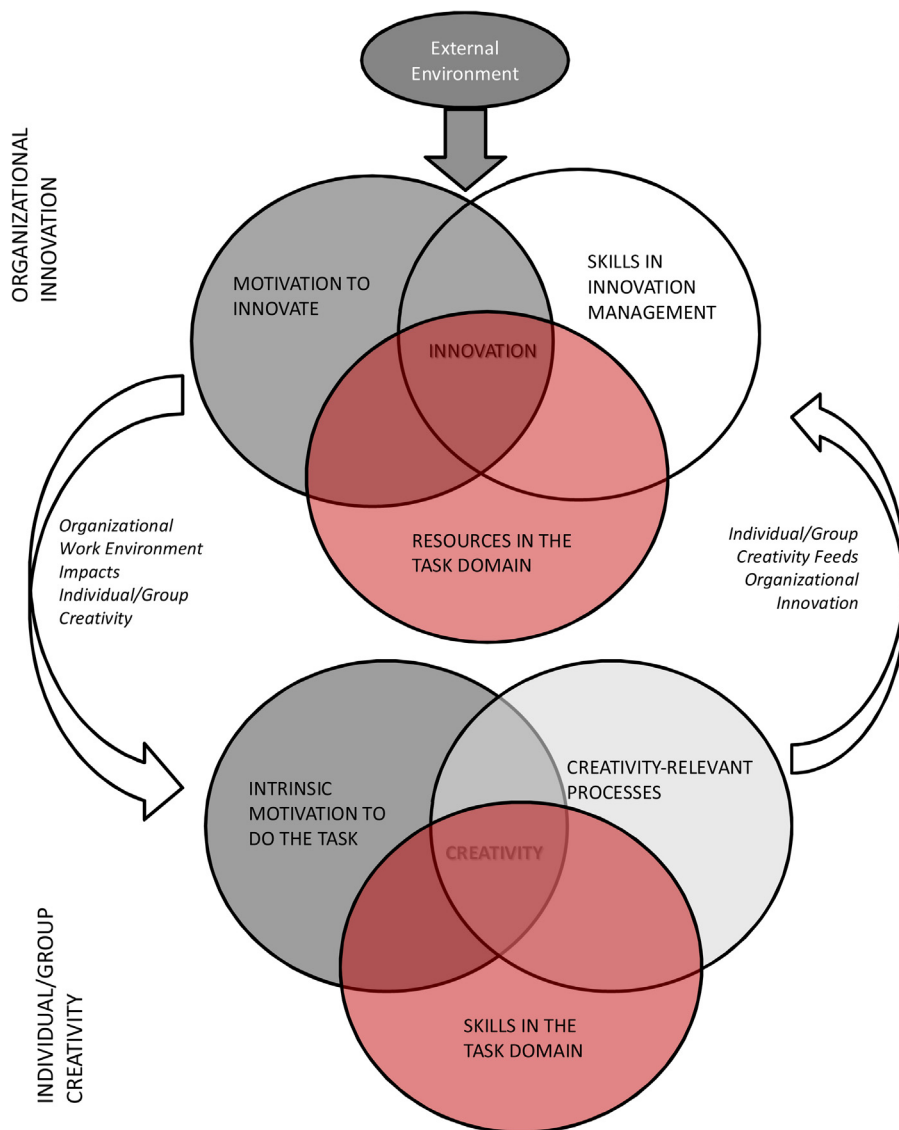 External
Environment
ORGANIZATIONAL
INNOVATION
MOTIVATION TO
INNOVATE
SKILLS IN
INNOVATION
MANAGEMENT
INNOVATION
RESOURCES IN THE
TASK DOMAIN
Organizational
Work Environment
Impacts
Individual/Group
Creativity
Individual/Group
Creativity Feeds
Organizational
Innovation
INTRINSIC
MOTIVATION TO
DO THE TASK
CREATIVITY-RELEVANT
PROCESSES
CREATIVITY
SKILLS IN THE
TASK DOMAIN
INDIVIDUAL/GROUP
CREATIVITY